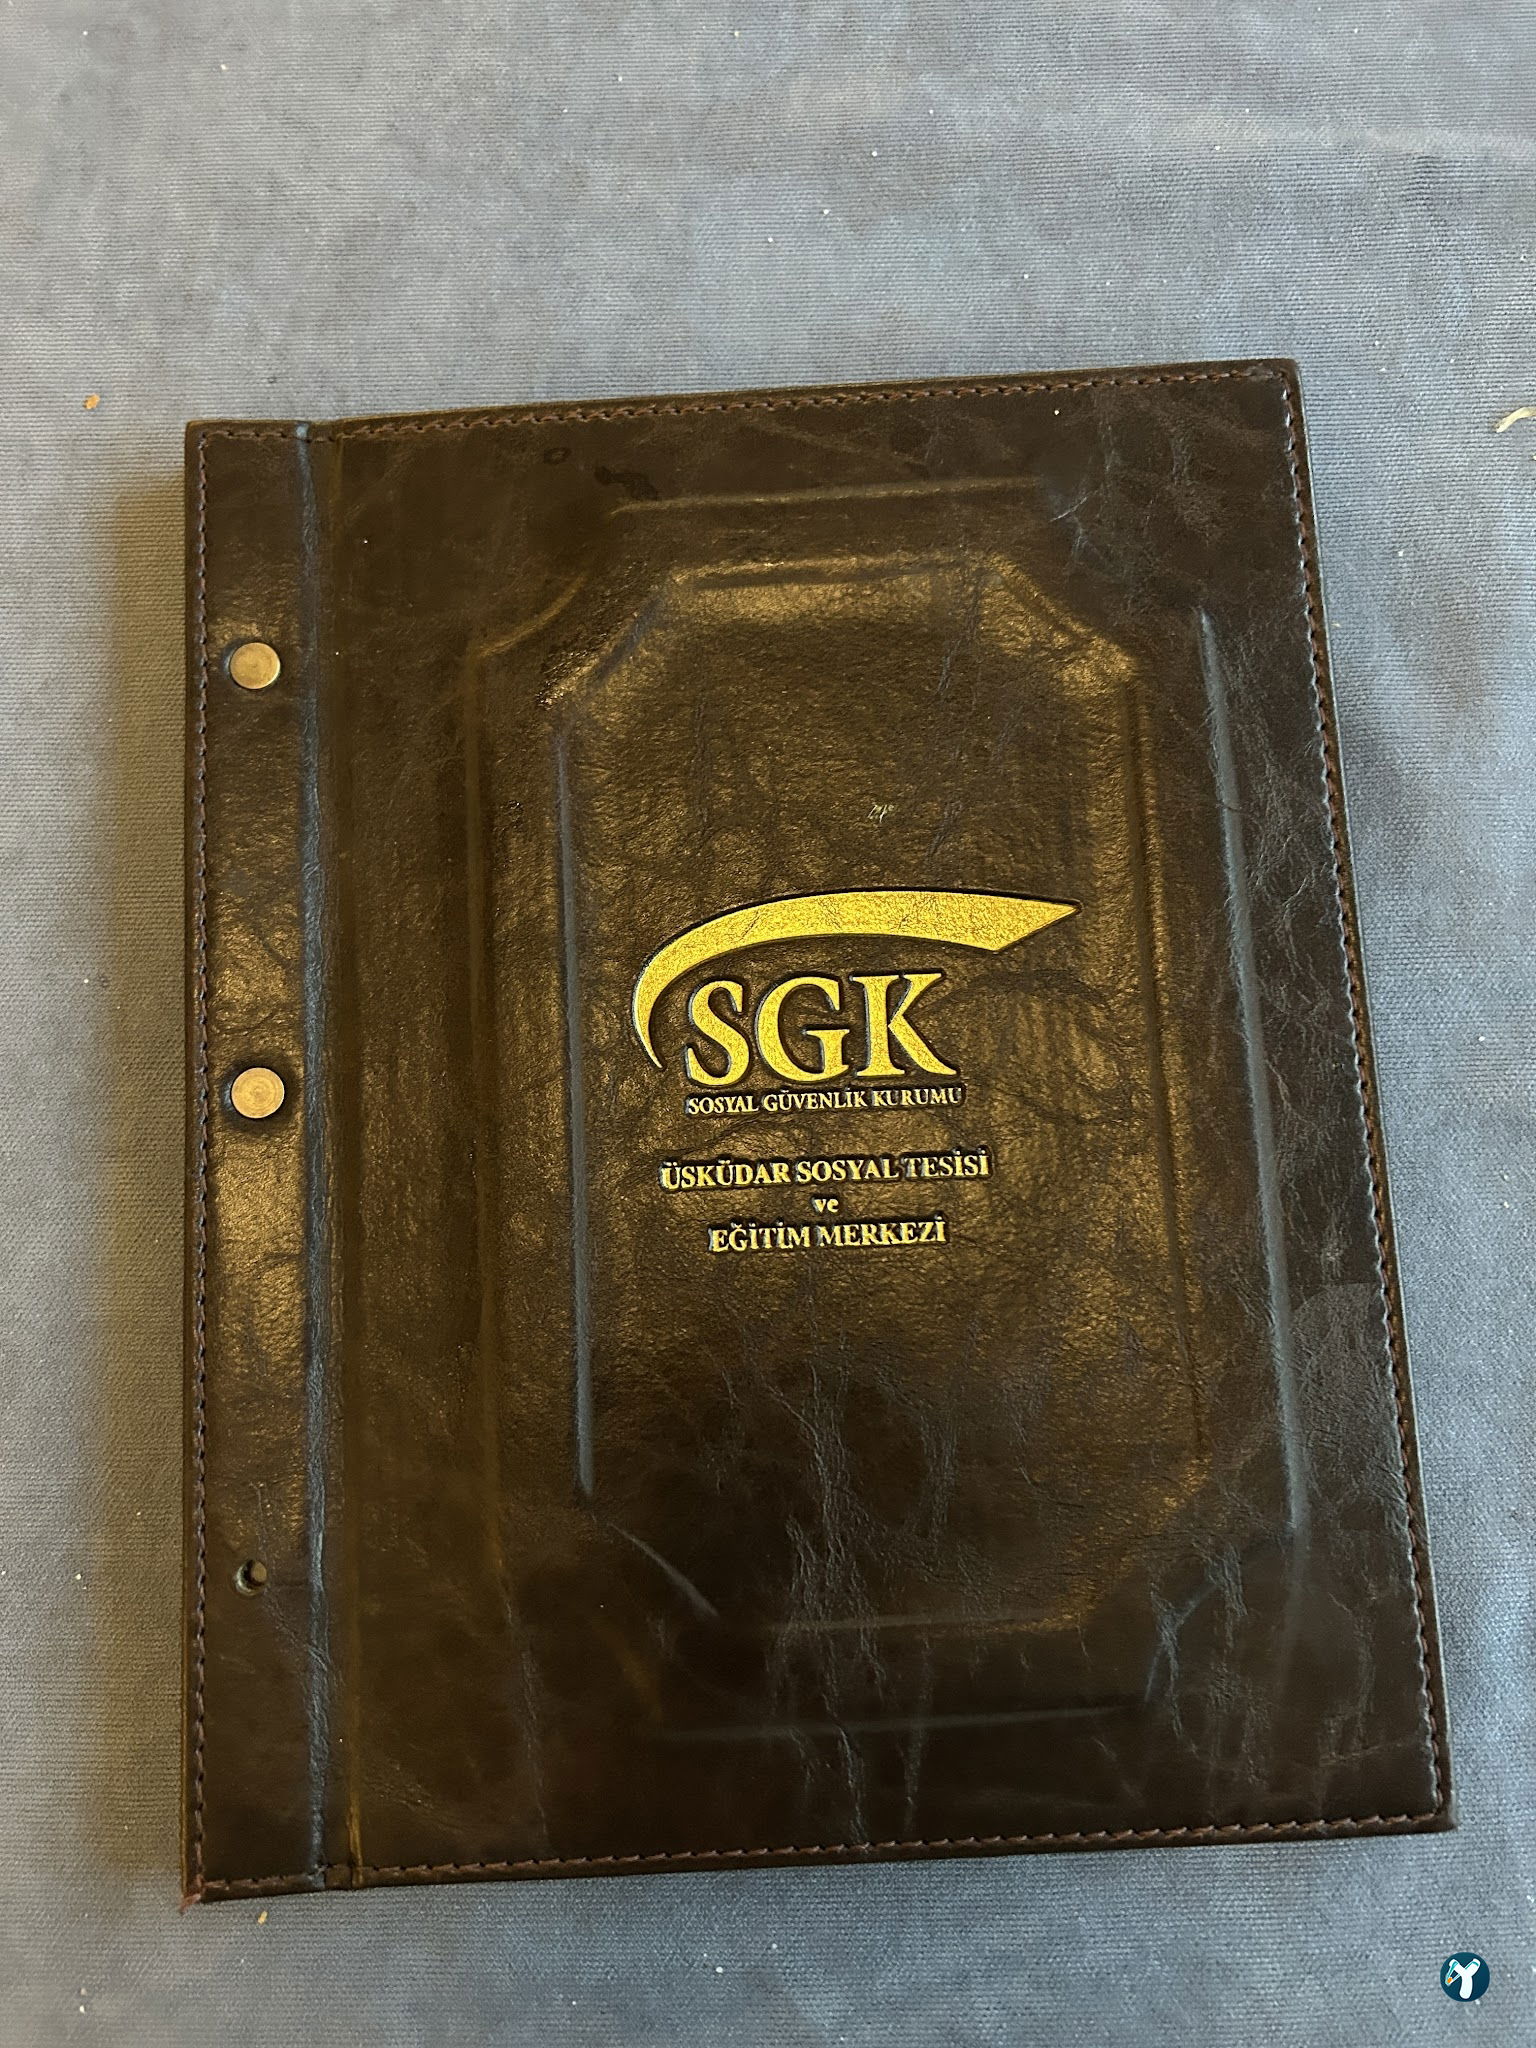 SGK
SOSYAL GÜVENLİK KURUMU
ÜSKÜDAR SOSYAL TESİSİ
ve
EĞİTİM MERKEZİ